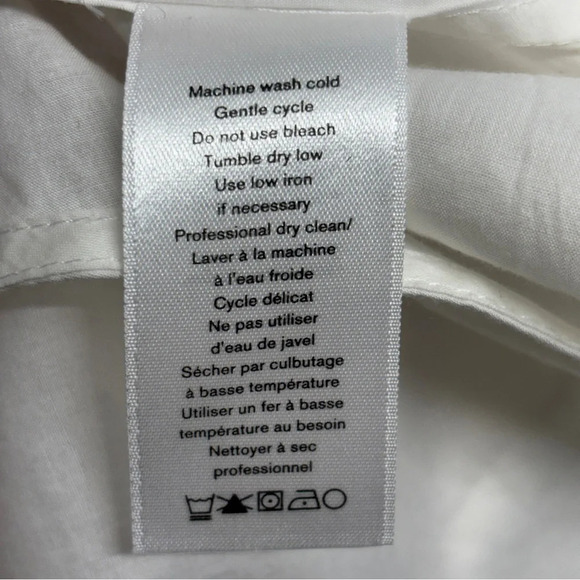 Machine wash cold
Gentle cycle
Do not use bleach
Tumble dry low
Use low iron
if necessary
Professional dry clean/
Laver à la machine
à l'eau froide
Cycle délicat
Ne pas utiliser
d'eau de javel
Sécher par culbutage
à basse température
Utiliser un fer à basse
température au besoin
Nettoyer à sec
professionnel